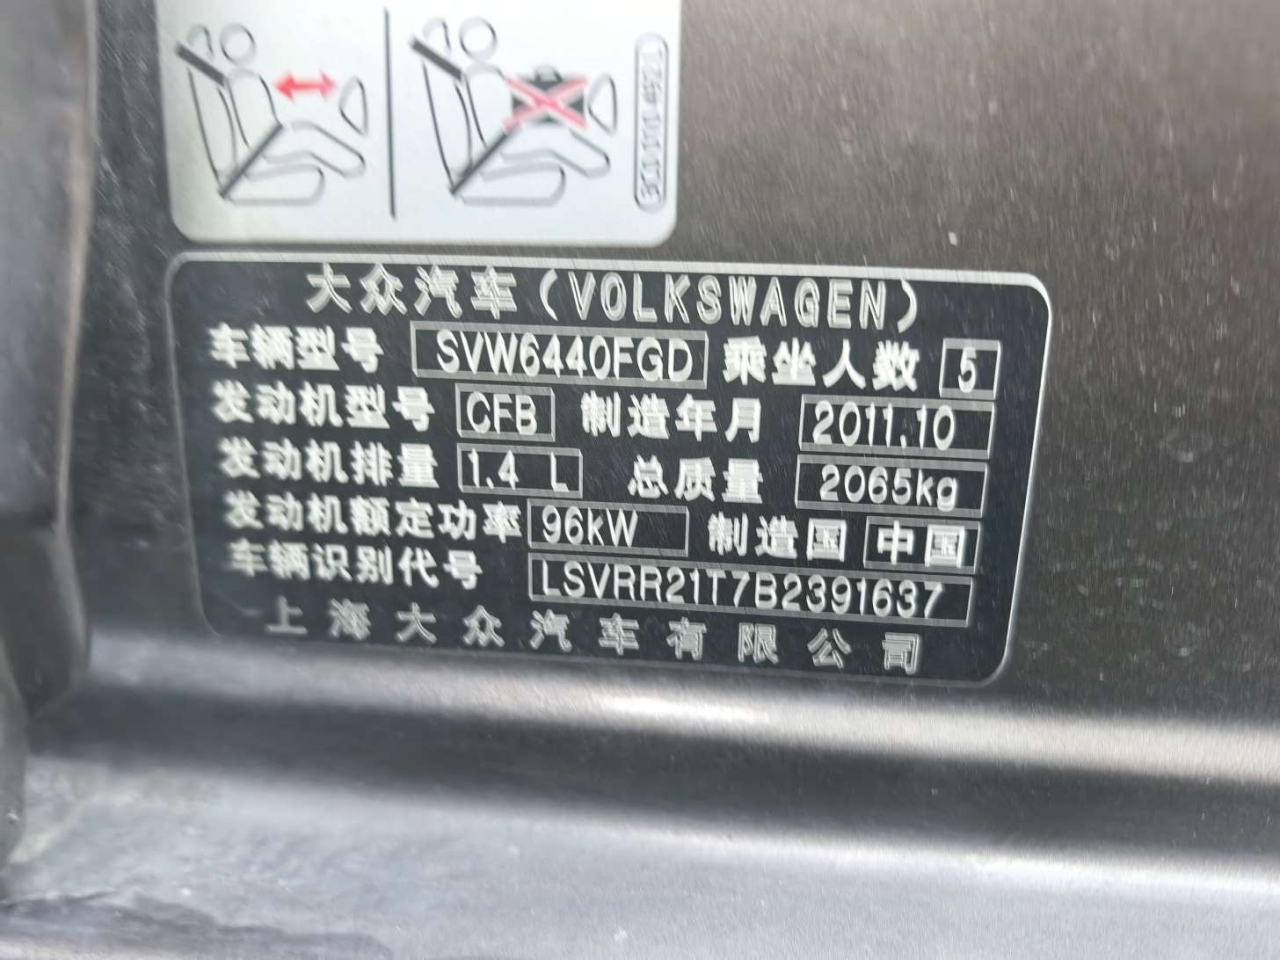 大众汽车(VOLKSWAGEN)
车辆型号 SVW6440FGD 乘坐人数 5
发动机型号 CFB 制造年月 2011.10
发动机排量 1.4 L 总质量 2065kg
发动机额定功率 96kW 制造国 中国
车辆识别代号 LSVRR21T7B2391637
上海大众汽车有限公司